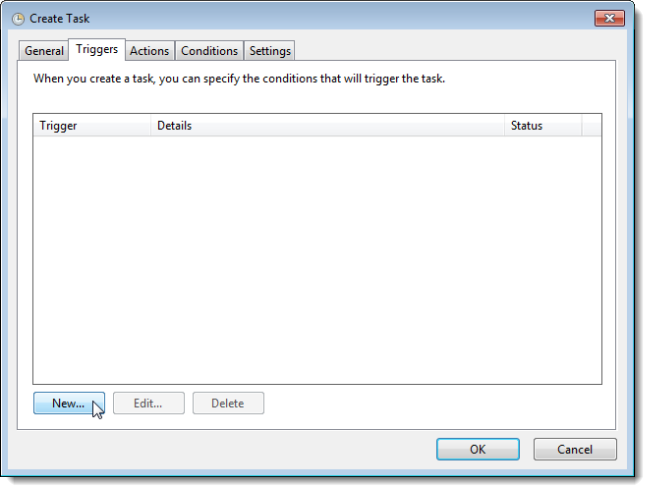 Create Task
General Triggers Actions Conditions Settings
When you create a task, you can specify the conditions that will trigger the task.
Trigger Details Status
New... Edit... Delete
OK Cancel